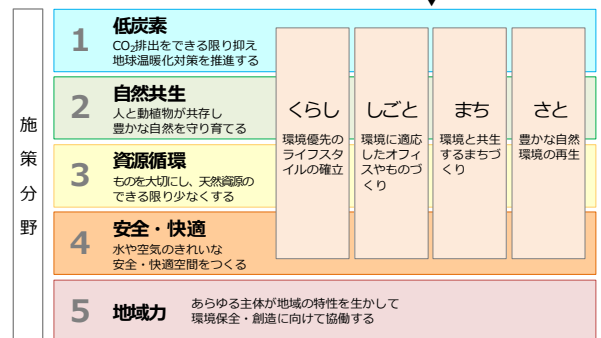 施策分野
1
低炭素
CO₂排出をできる限り抑え
地球温暖化対策を推進する
2
自然共生
人と動植物が共存し
豊かな自然を守り育てる
3
資源循環
ものを大切にし、天然資源の
できる限り少なくする
4
安全・快適
水や空気のきれいな
安全・快適空間をつくる
くらし
環境優先の
ライフスタ
イルの確立
しごと
環境に適応
したオフィ
スやものづ
くり
まち
環境と共生
するまちづ
くり
さと
豊かな自然
環境の再生
5
地域力
あらゆる主体が地域の特性を生かして
環境保全・創造に向けて協働する